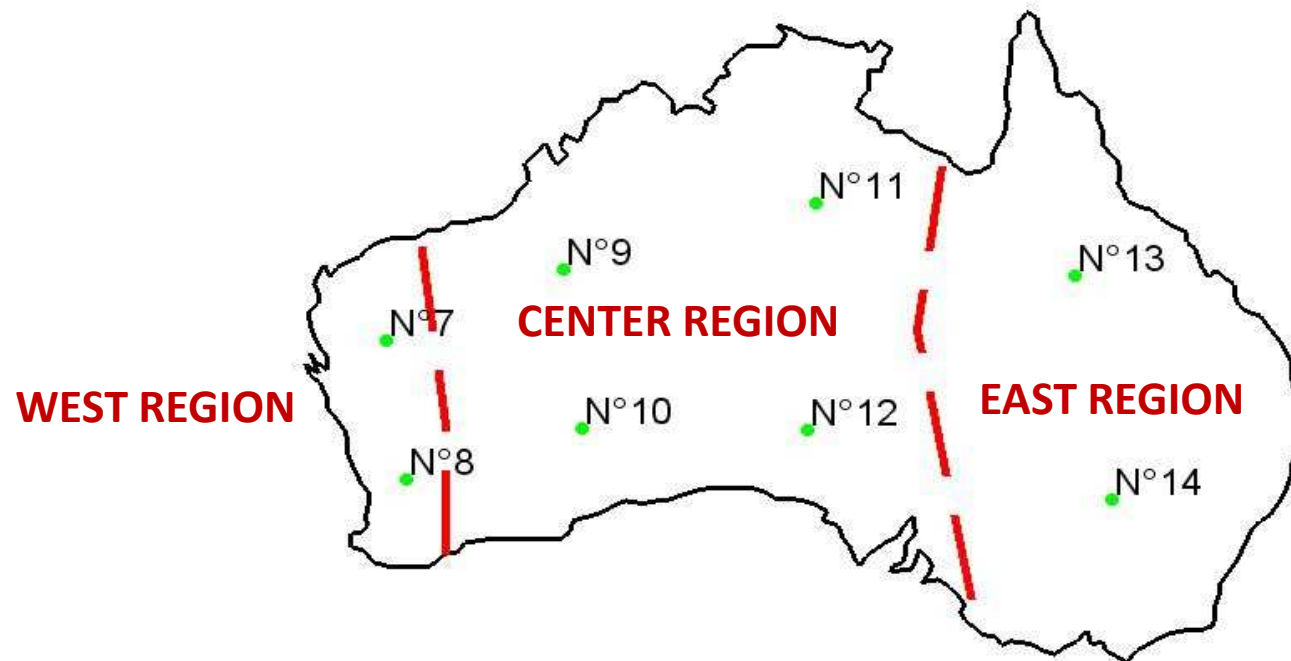 N°11
N°9
N°13
CENTER REGION
N°7
WEST REGION
EAST REGION
N°10
N°12
N°8
N°14